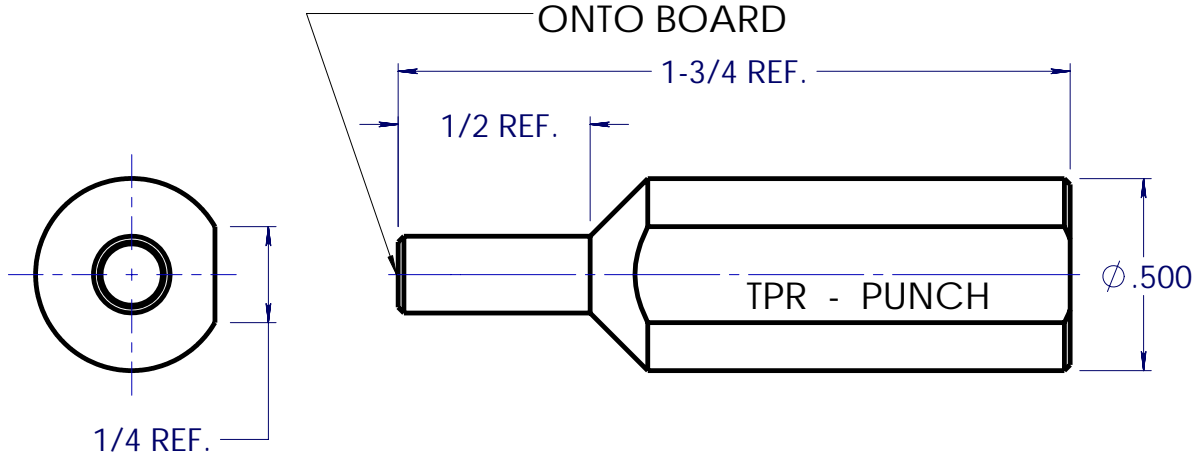 ONTO BOARD
1-3/4 REF.
1/2 REF.
TPR - PUNCH
∅.500
1/4 REF.